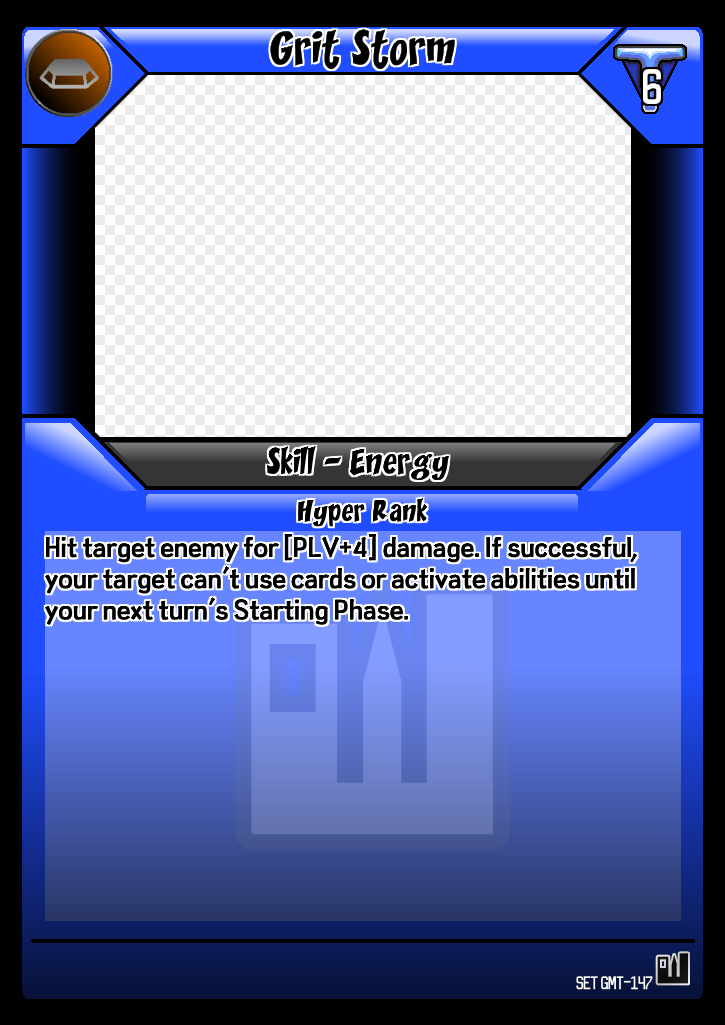 Grit Storm
6
Skill - Energy
Hyper Rank
Hit target enemy for [PLV+4] damage. If successful,
your target can't use cards or activate abilities until
your next turn's Starting Phase.
SET GMT-147